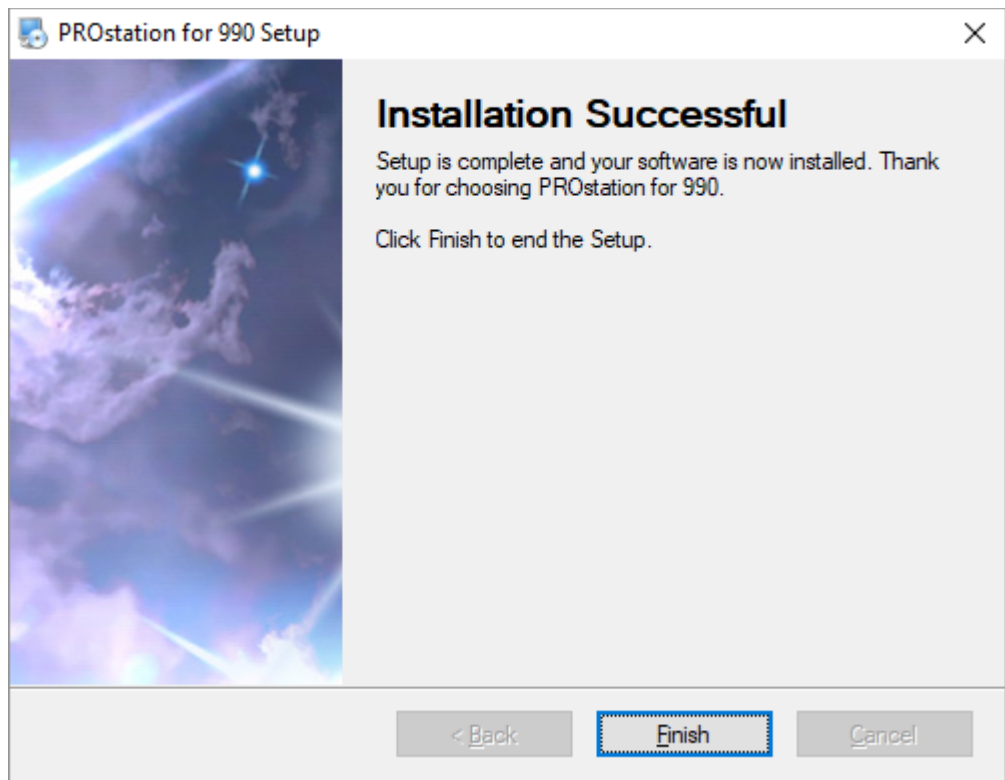 PROstation for 990 Setup
Installation Successful
Setup is complete and your software is now installed. Thank
you for choosing PROstation for 990.
Click Finish to end the Setup.
< Back
Finish
Cancel